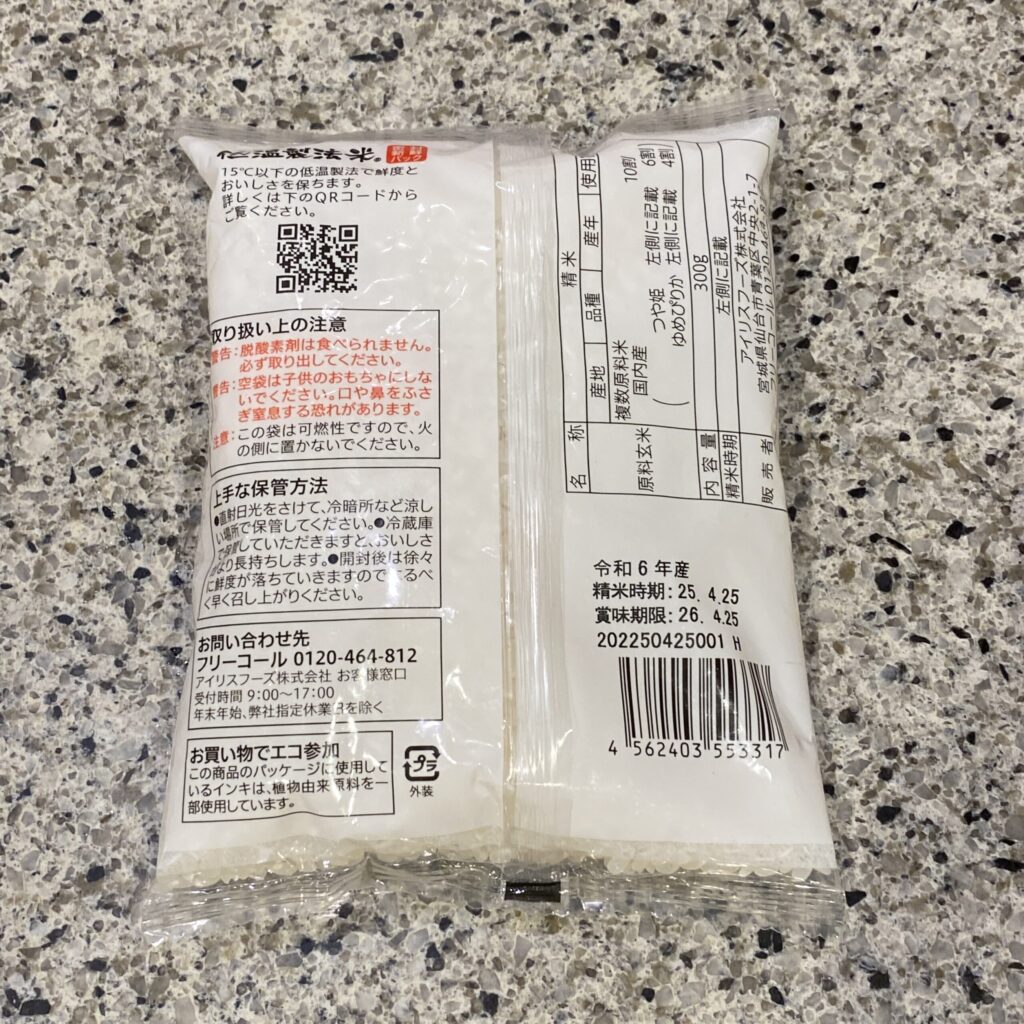 低温製法米®
パック
15℃以下の低温製法で鮮度と
おいしさを保ちます。
詳しくは下のQRコードから
ご覧ください。
取り扱い上の注意
警告：脱酸素剤は食べられません。
必ず取り出してください。
警告：空袋は子供のおもちゃにしな
いでください。口や鼻をふさ
ぎ窒息する恐れがあります。
注意：この袋は可燃性ですので、火
の側に置かないでください。
上手な保管方法
●直射日光をさけて、冷暗所など涼し
い場所で保管してください。●冷蔵庫
で保管していただきますと、おいしさ
がより長持ちします。●開封後は徐々
に鮮度が落ちていきますのでなるべ
く早く召し上がりください。
お問い合わせ先
フリーコール 0120-464-812
アイリスフーズ株式会社 お客様窓口
受付時間 9:00～17:00
年末年始、弊社指定休業日を除く
お買い物でエコ参加
この商品のパッケージに使用して
いるインキは、植物由来原料を一
部使用しています。
プラ
外装
名 称 精 米
原料玄米 産地 品種 産年 使用
複数原料米
国内産 10割
( つや姫 左側に記載 6割
ゆめぴりか 左側に記載 4割
内容量 300g
精米時期 左側に記載
販売者 アイリスフーズ株式会社
宮城県仙台市青葉区中央2-1-7
フリーコール 0120-464-812
令和6年産
精米時期: 25. 4.25
賞味期限: 26. 4.25
202250425001 H
4 562403 553317